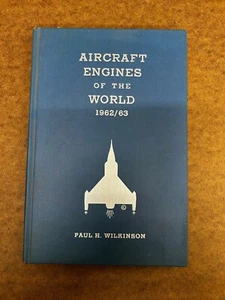 AIRCRAFT
ENGINES
OF THE
WORLD
1962/63
PAUL H. WILKINSON